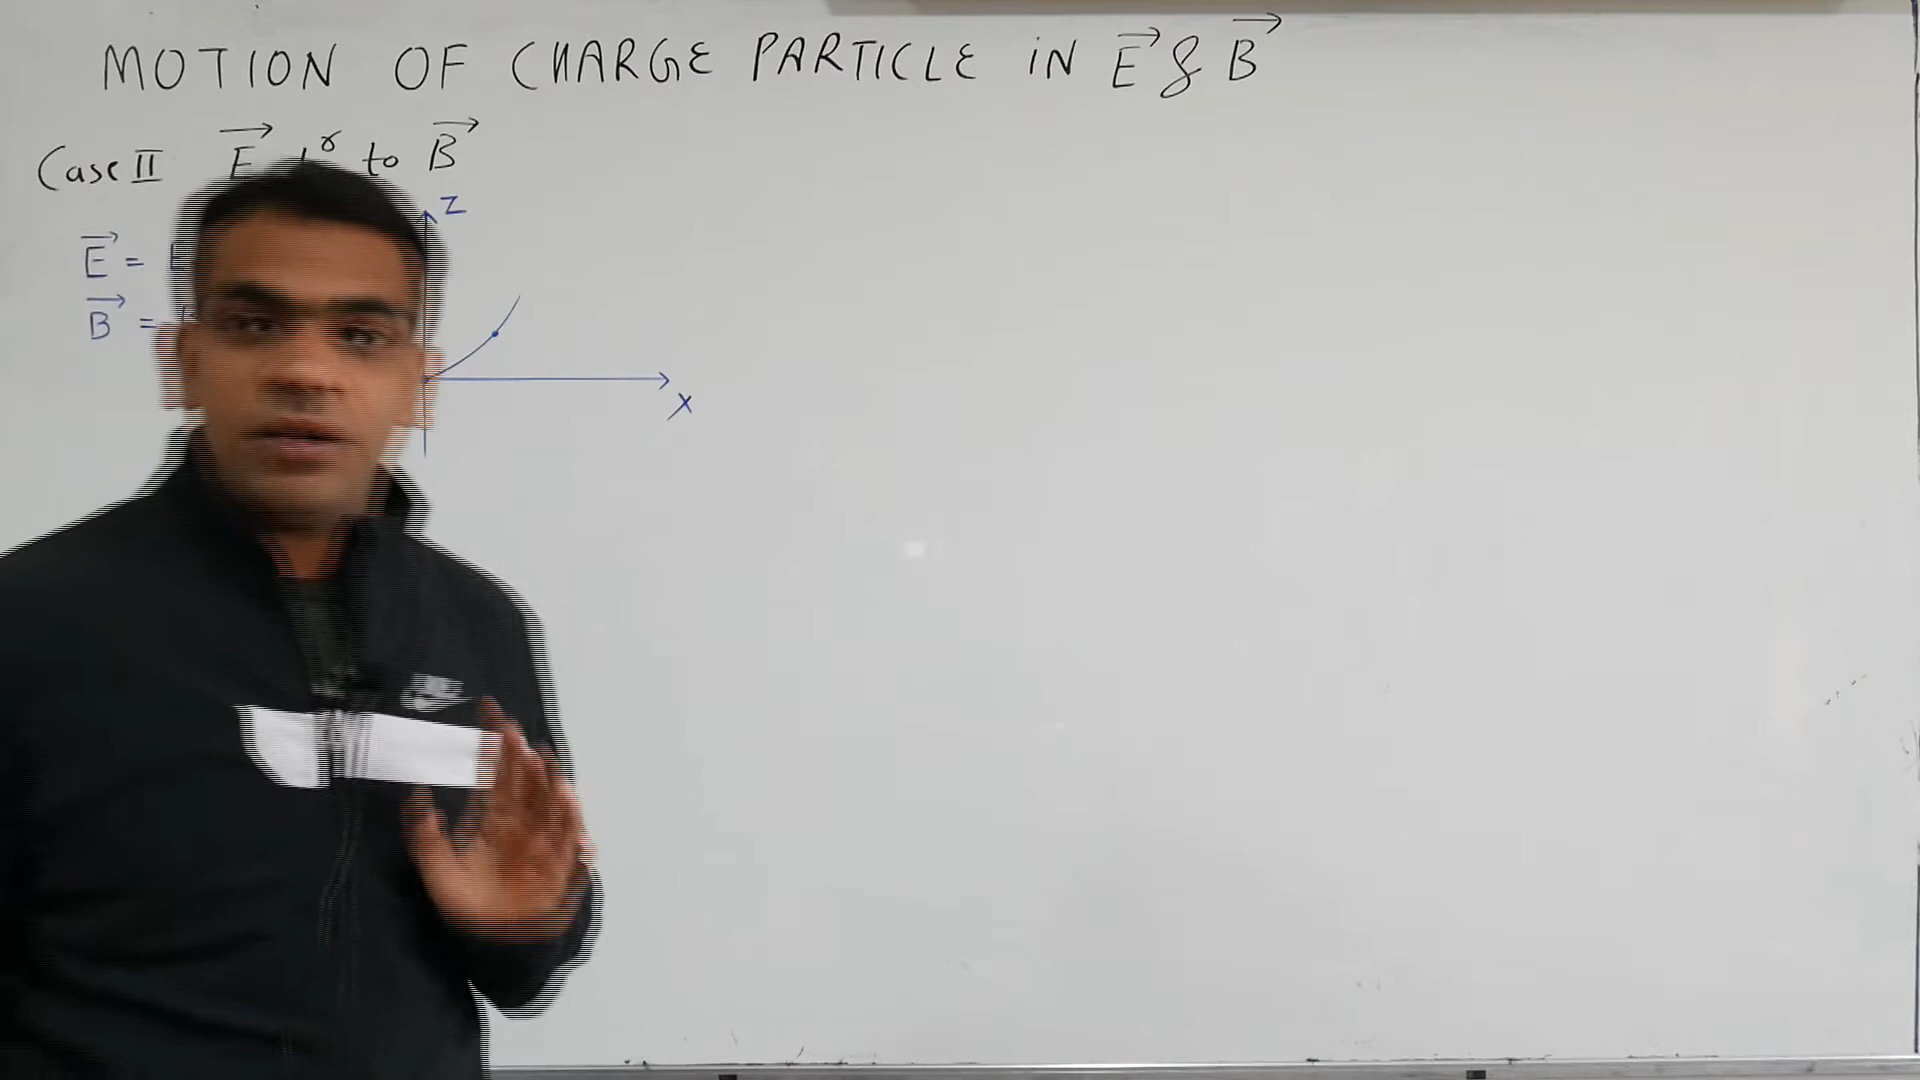 MOTION OF CHARGE PARTICLE IN E⃗ & B⃗
Case II E⃗ ⊥ʳ to B⃗
Z
E⃗ = E
B⃗ =
X